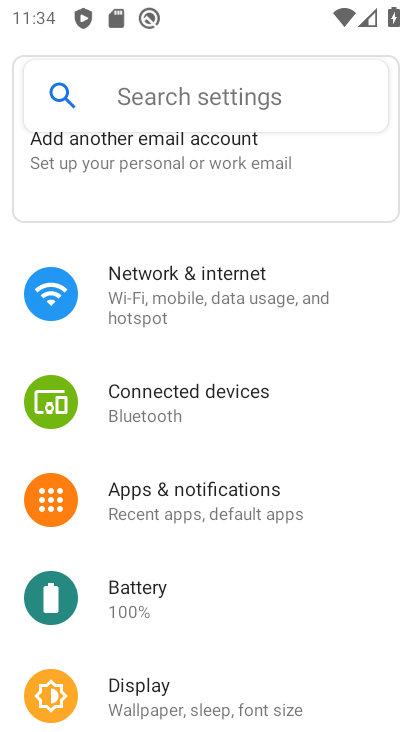 11:34
Search settings
Add another email account
Set up your personal or work email
Network & internet
Wi-Fi, mobile, data usage, and
hotspot
Connected devices
Bluetooth
Apps & notifications
Recent apps, default apps
Battery
100%
Display
Wallpaper, sleep, font size